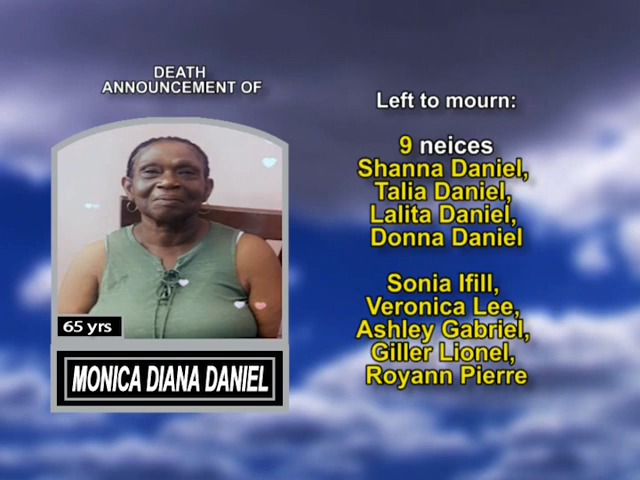 DEATH
ANNOUNCEMENT OF
65 yrs
MONICA DIANA DANIEL
Left to mourn:
9 neices
Shanna Daniel,
Talia Daniel,
Lalita Daniel,
Donna Daniel
Sonia Ifill,
Veronica Lee,
Ashley Gabriel,
Giller Lionel,
Royann Pierre